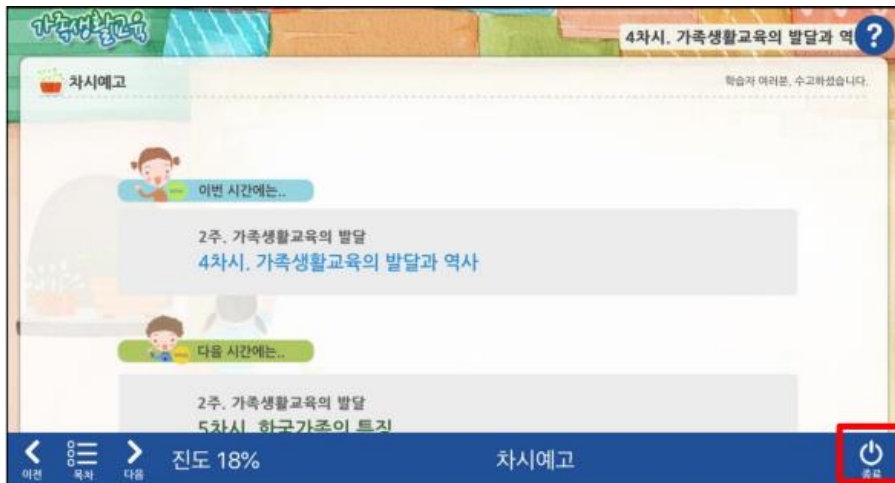 가족생활교육
4차시. 가족생활교육의 발달과 역
?
차시예고
학습자 여러분, 수고하셨습니다.
이번 시간에는..
2주. 가족생활교육의 발달
4차시. 가족생활교육의 발달과 역사
다음 시간에는..
2주. 가족생활교육의 발달
5차시. 한국가족의 특징
이전
목차
다음
진도 18%
차시예고
종료